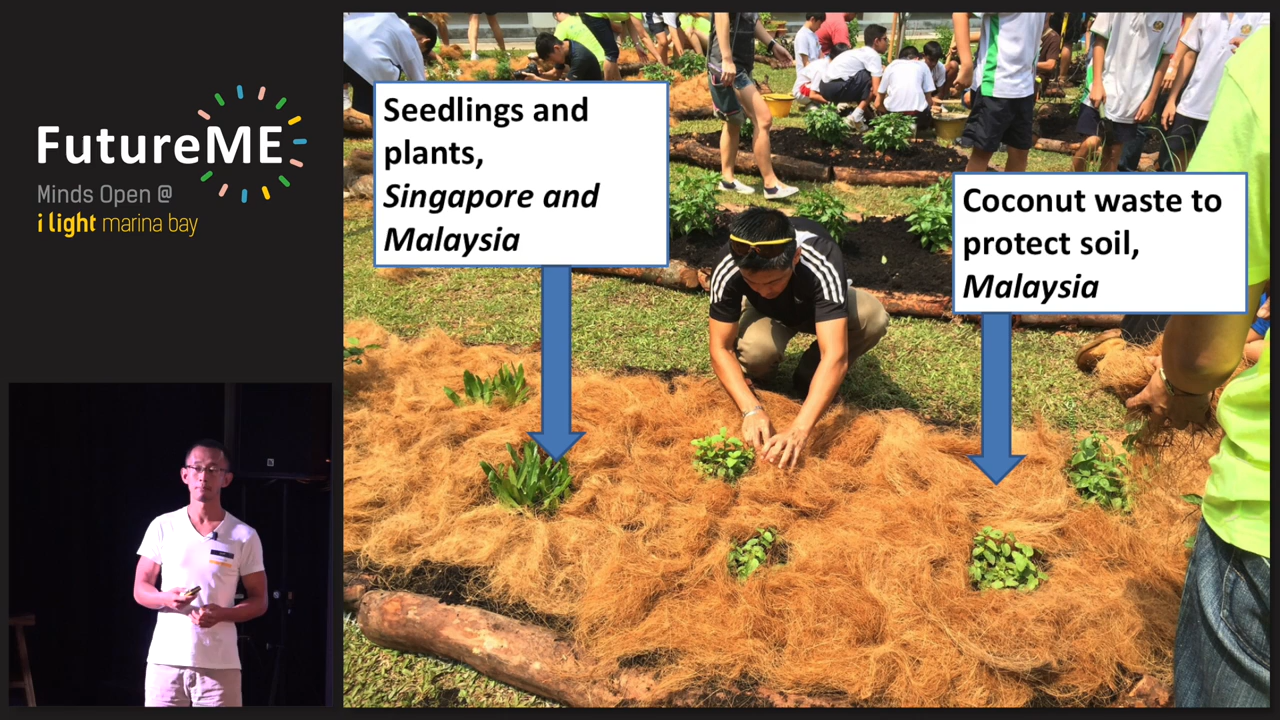 FutureME
Minds Open @
i light marina bay
Seedlings and
plants,
Singapore and
Malaysia
Coconut waste to
protect soil,
Malaysia